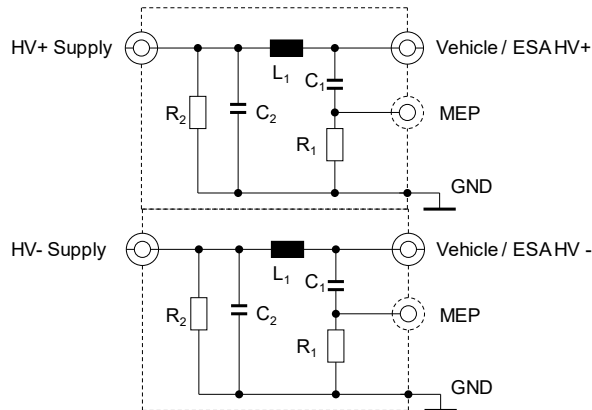 HV+ Supply
Vehicle / ESA HV+
L1
C1
MEP
R2
C2
R1
GND
HV- Supply
Vehicle / ESA HV -
L1
C1
MEP
R2
C2
R1
GND